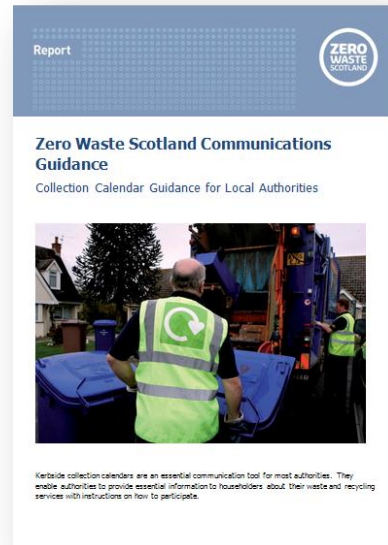 Report
ZERO
WASTE
SCOTLAND
Zero Waste Scotland Communications
Guidance
Collection Calendar Guidance for Local Authorities
Kerbside collection calendars are an essential communication tool for most authorities. They
enable authorities to provide essential information to householders about their waste and recycling
services with instructions on how to participate.